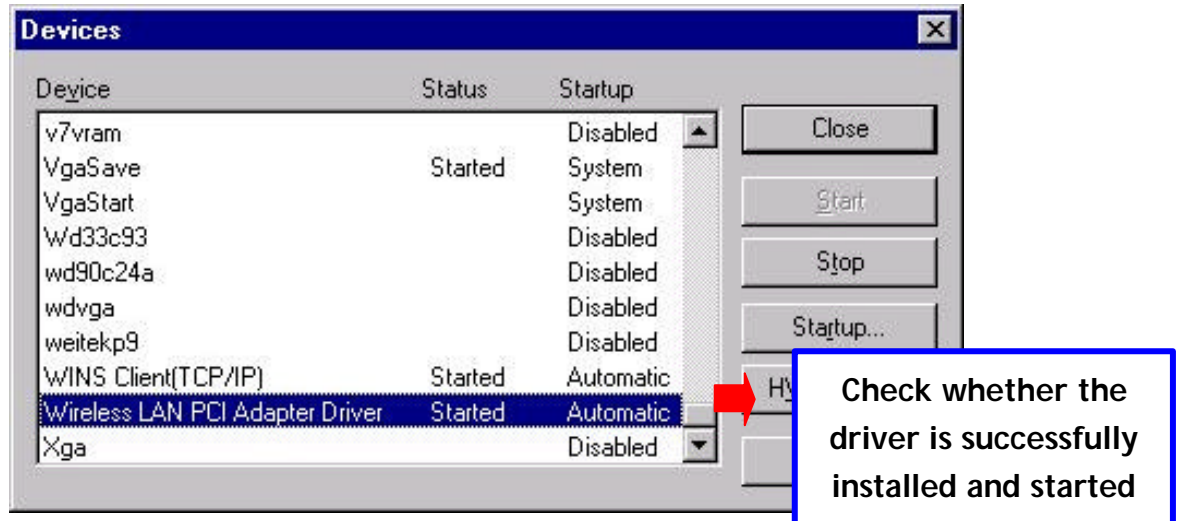 Devices
Device Status Startup
v7vram Disabled
VgaSave Started System
VgaStart System
Wd33c93 Disabled
wd90c24a Disabled
wdvga Disabled
weitekp9 Disabled
WINS Client(TCP/IP) Started Automatic
Wireless LAN PCI Adapter Driver Started Automatic
Xga Disabled
Close
Start
Stop
Startup...
Check whether the
driver is successfully
installed and started